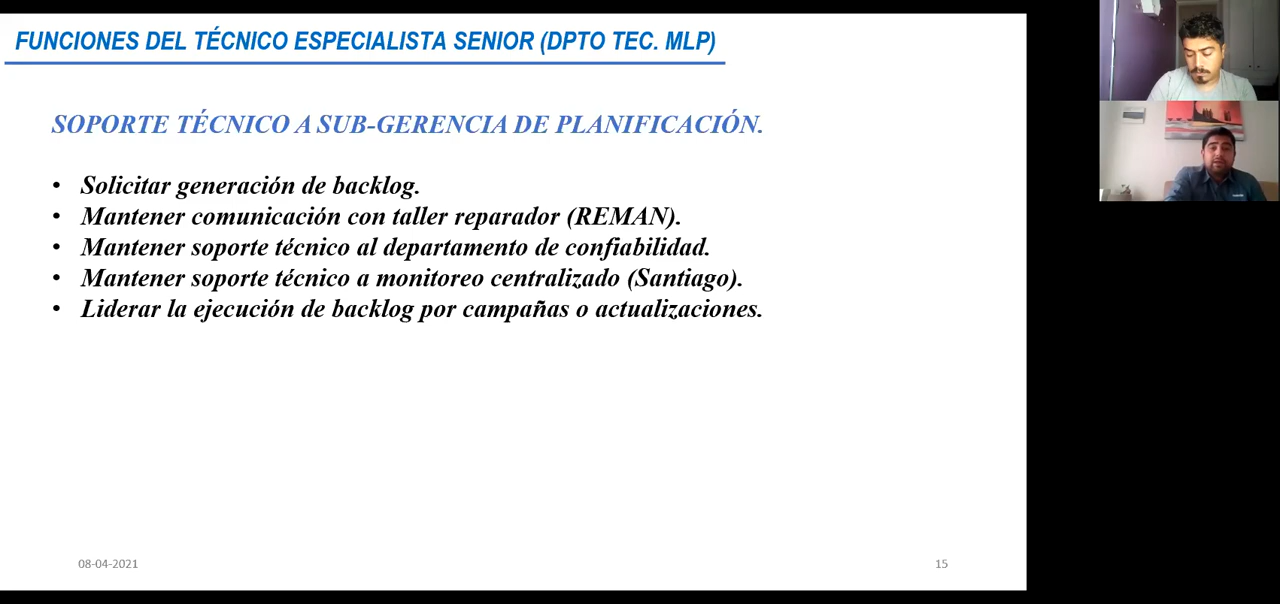 FUNCIONES DEL TÉCNICO ESPECIALISTA SENIOR (DPTO TEC. MLP)
SOPORTE TÉCNICO A SUB-GERENCIA DE PLANIFICACIÓN.
• Solicitar generación de backlog.
• Mantener comunicación con taller reparador (REMAN).
• Mantener soporte técnico al departamento de confiabilidad.
• Mantener soporte técnico a monitoreo centralizado (Santiago).
• Liderar la ejecución de backlog por campañas o actualizaciones.
08-04-2021
15